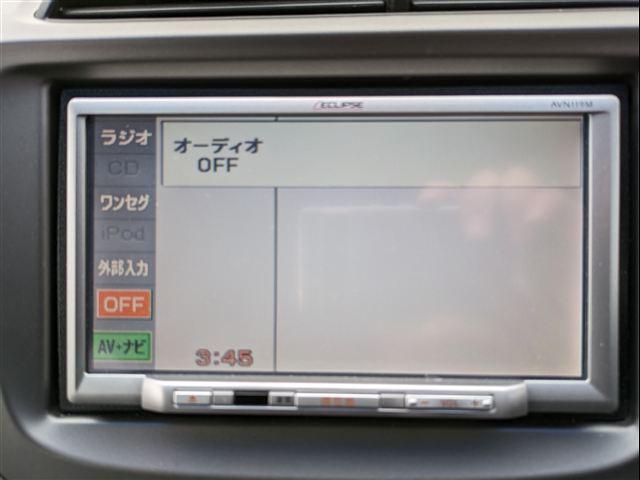 ECLIPSE
AVN119M
ラジオ
CD
ワンセグ
iPod
外部入力
OFF
AV+ナビ
オーディオ
OFF
3:45
− VOL +